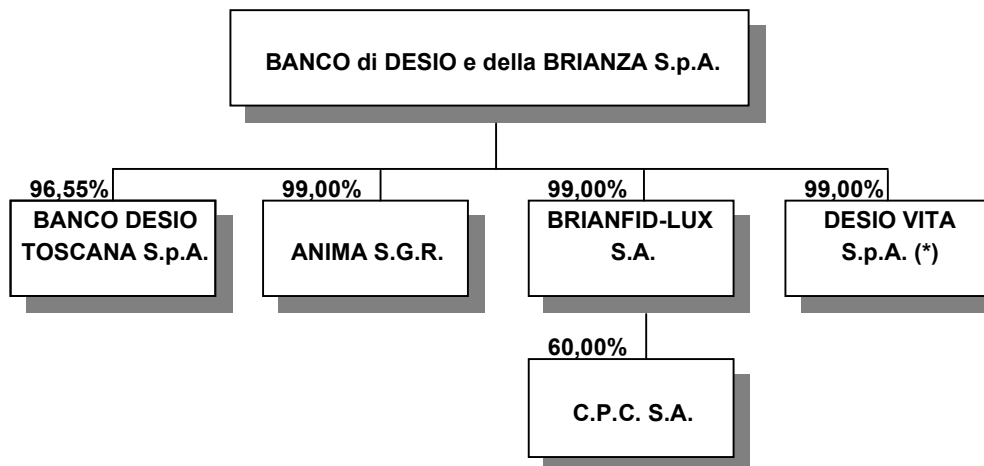 BANCO di DESIO e della BRIANZA S.p.A.
96,55%
BANCO DESIO
TOSCANA S.p.A.
99,00%
ANIMA S.G.R.
99,00%
BRIANFID-LUX
S.A.
99,00%
DESIO VITA
S.p.A. (*)
60,00%
C.P.C. S.A.